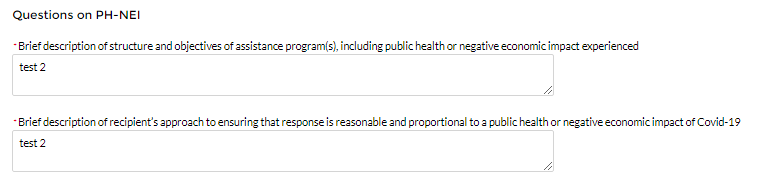 Questions on PH-NEI
*Brief description of structure and objectives of assistance program(s), including public health or negative economic impact experienced
test 2
*Brief description of recipient's approach to ensuring that response is reasonable and proportional to a public health or negative economic impact of Covid-19
test 2